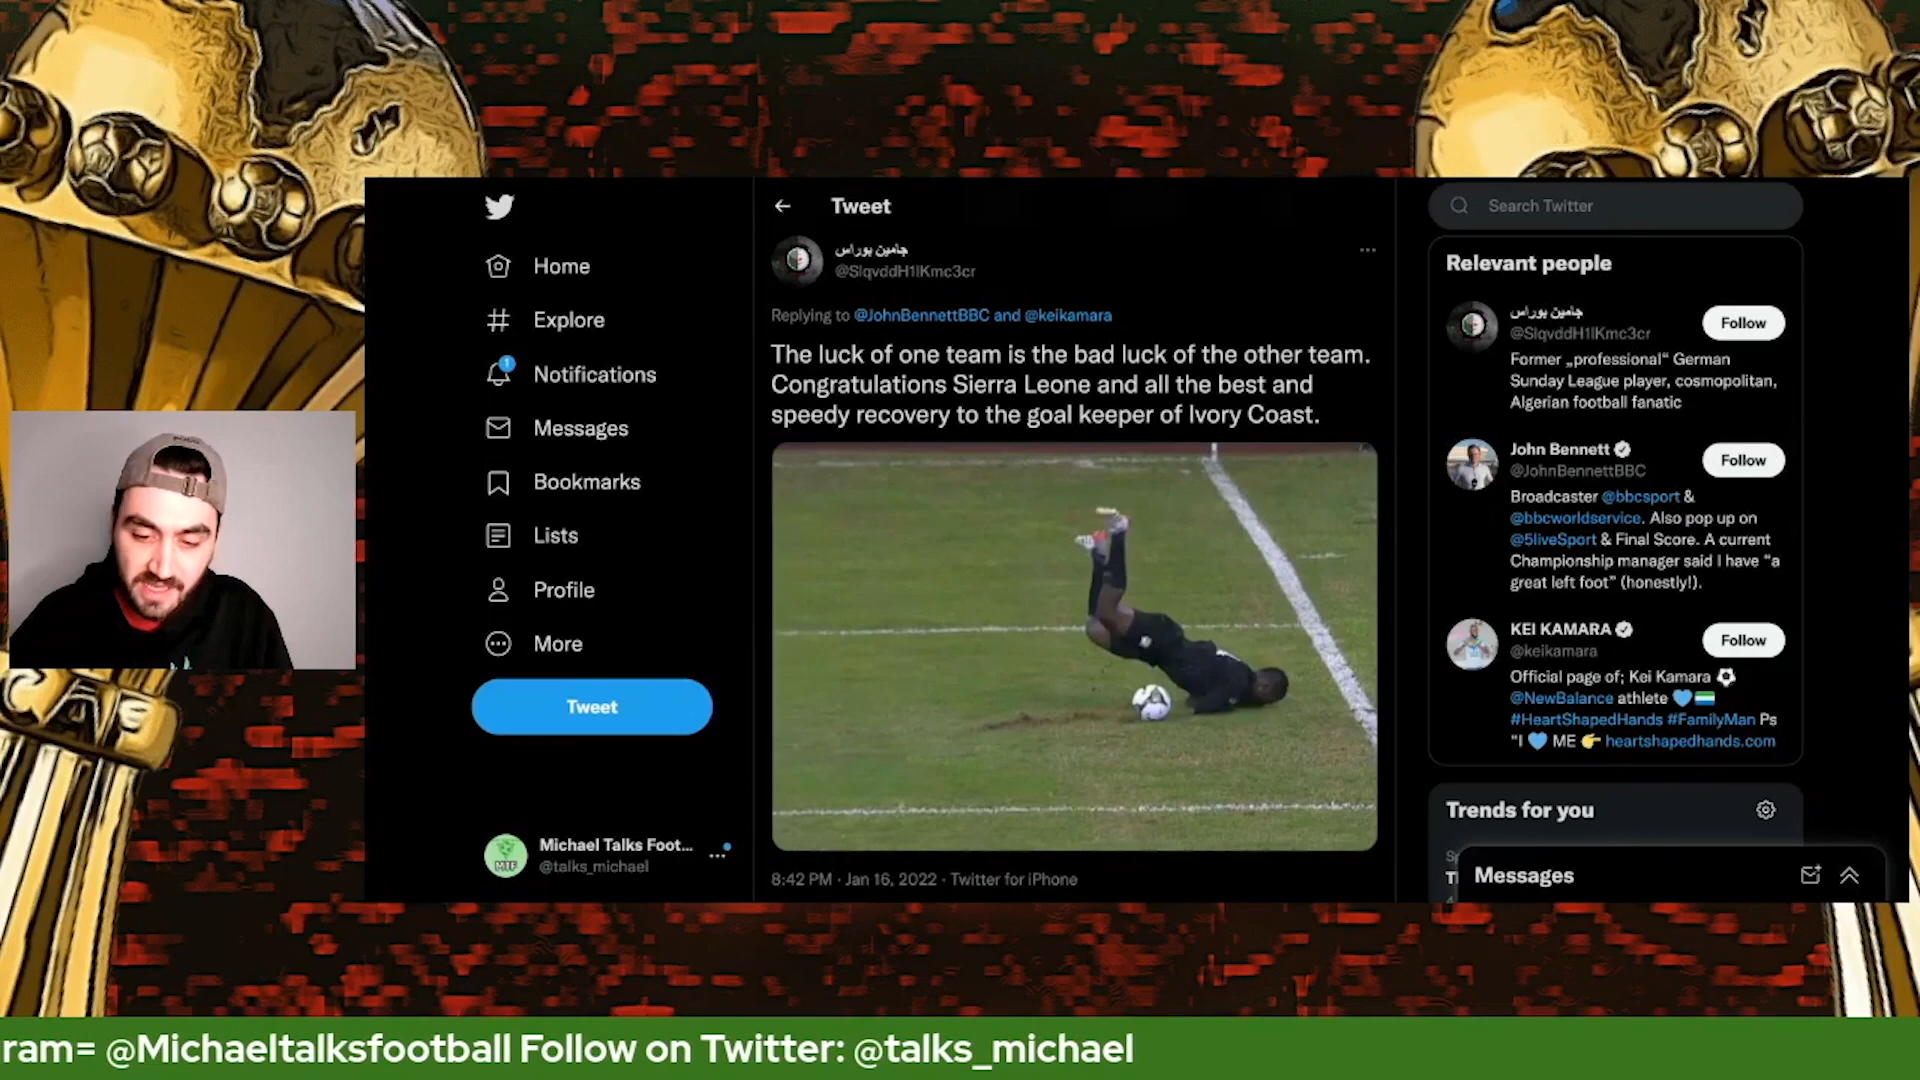 Home
Explore
1
Notifications
Messages
Bookmarks
Lists
Profile
More
Tweet
Michael Talks Foot...
@talks_michael
MTF
Tweet
جامين بوراس
@SlqvddH1lKmc3cr
Replying to @JohnBennettBBC and @keikamara
The luck of one team is the bad luck of the other team.
Congratulations Sierra Leone and all the best and
speedy recovery to the goal keeper of Ivory Coast.
8:42 PM · Jan 16, 2022 · Twitter for iPhone
Search Twitter
Relevant people
جامين بوراس
@SlqvddH1lKmc3cr
Follow
Former „professional“ German
Sunday League player, cosmopolitan,
Algerian football fanatic
John Bennett
@JohnBennettBBC
Follow
Broadcaster @bbcsport &
@bbcworldservice. Also pop up on
@5liveSport & Final Score. A current
Championship manager said I have “a
great left foot” (honestly!).
KEI KAMARA
@keikamara
Follow
Official page of; Kei Kamara ⚽
@NewBalance athlete 💙🇸🇱
#HeartShapedHands #FamilyMan Ps
"I 💙 ME 👉 heartshapedhands.com
Trends for you
Messages
CAF
ram= @Michaeltalksfootball Follow on Twitter: @talks_michael